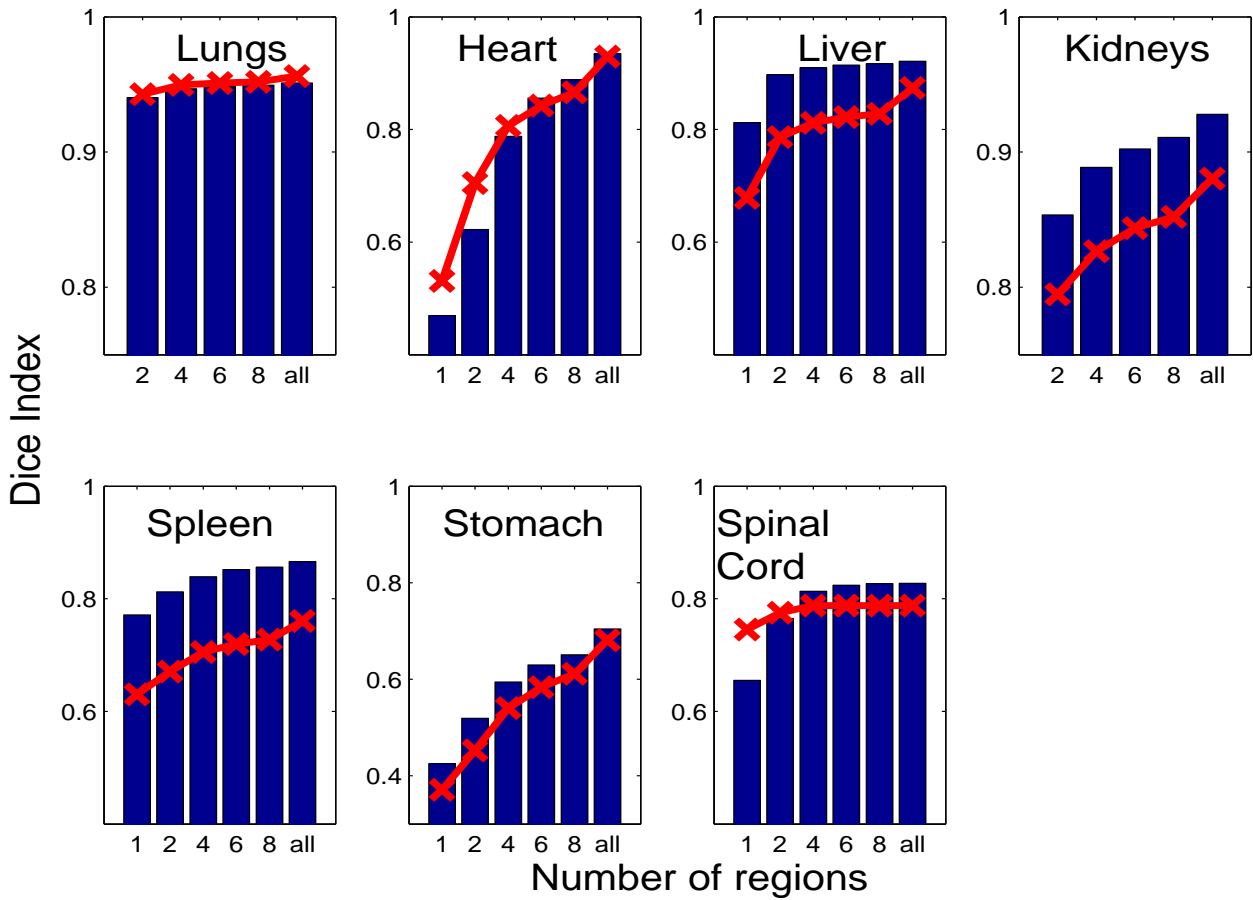 Lungs
1
0.9
0.8
2 4 6 8 all
Heart
1
0.8
0.6
1 2 4 6 8 all
Liver
1
0.8
0.6
1 2 4 6 8 all
Kidneys
1
0.9
0.8
2 4 6 8 all
Dice Index
Spleen
1
0.8
0.6
1 2 4 6 8 all
Stomach
1
0.8
0.6
0.4
1 2 4 6 8 all
Spinal
Cord
1
0.8
0.6
1 2 4 6 8 all
Number of regions